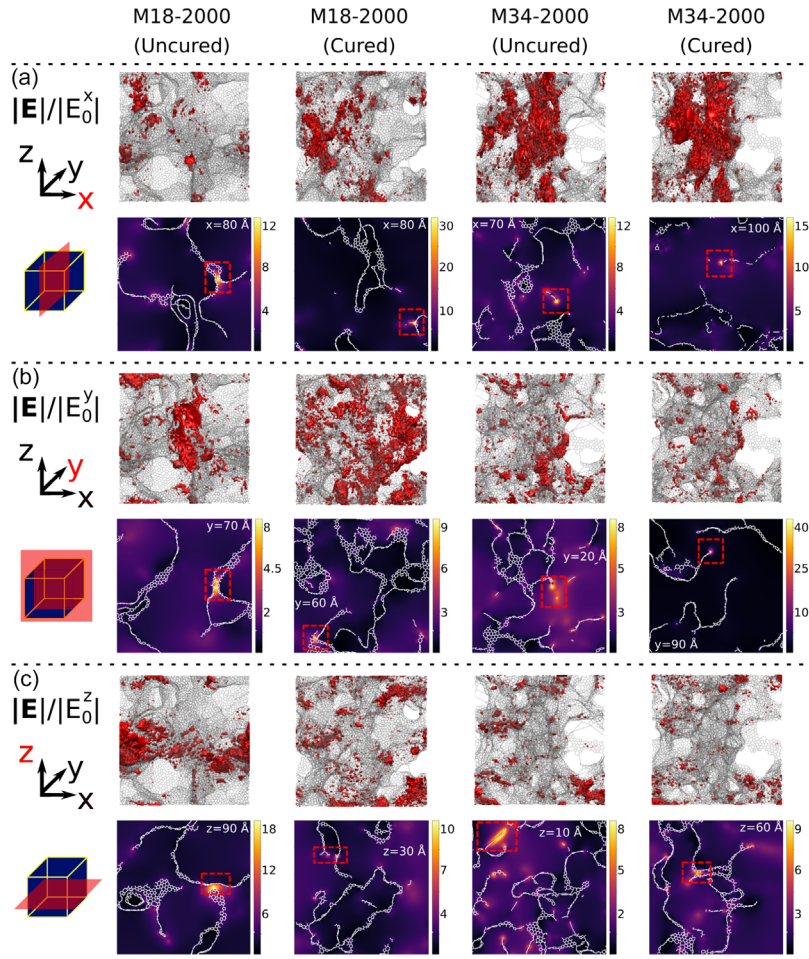 M18-2000 M18-2000 M34-2000 M34-2000
(Uncured) (Cured) (Uncured) (Cured)
(a)
|E|/|E₀ˣ|
z
y
x
x=80 Å 12 8 4
x=80 Å 30 20 10
x=70 Å 12 8 4
x=100 Å 15 10 5
(b)
|E|/|E₀ʸ|
z
y
x
y=70 Å 8 4.5 2
y=60 Å 9 6 3
y=20 Å 8 5 3
y=90 Å 40 25 10
(c)
|E|/|E₀ᶻ|
z
y
x
z=90 Å 18 12 6
z=30 Å 10 7 4
z=10 Å 8 4 2
z=60 Å 9 6 3